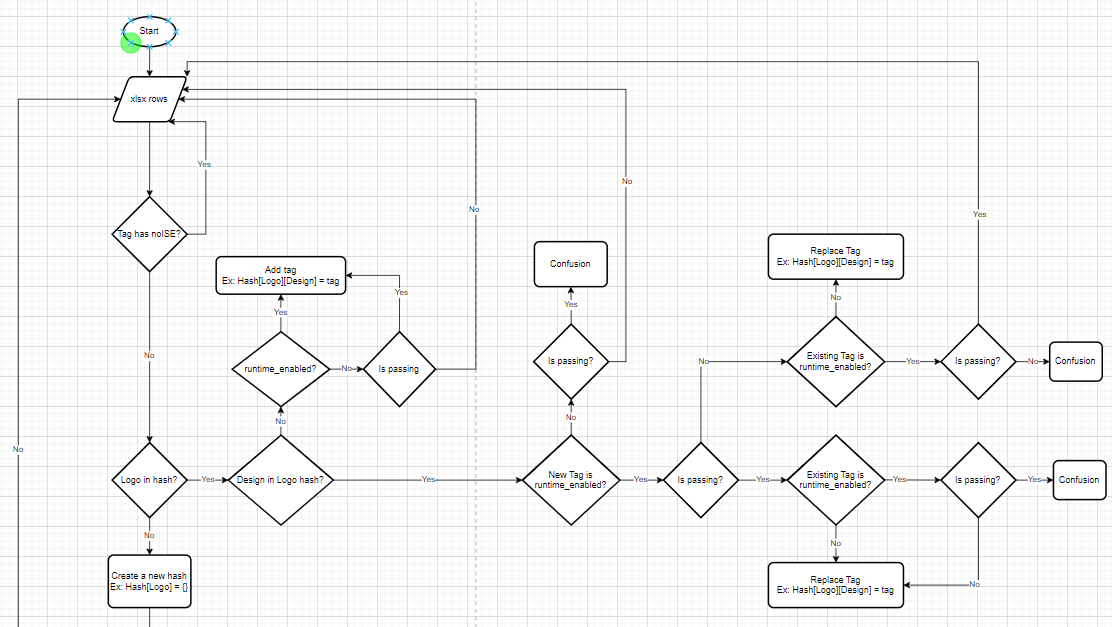 Start
xlsx rows
Yes
No
No
Yes
Tag has noISE?
Add tag
Ex: Hash[Logo][Design] = tag
Confusion
Replace Tag
Ex: Hash[Logo][Design] = tag
Yes
Yes
Yes
No
No
runtime_enabled?
No
Is passing
Is passing?
No
Existing Tag is
runtime_enabled?
Yes
Is passing?
No
Confusion
No
No
No
Logo in hash?
Yes
Design in Logo hash?
Yes
New Tag is
runtime_enabled?
Yes
Is passing?
Yes
Existing Tag is
runtime_enabled?
Yes
Is passing?
Yes
Confusion
No
No
Create a new hash
Ex: Hash[Logo] = {}
Replace Tag
Ex: Hash[Logo][Design] = tag
No